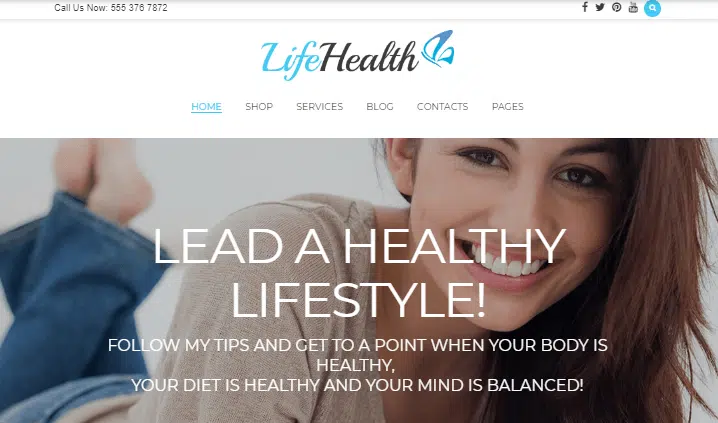 Call Us Now: 555 376 7872
LifeHealth
HOME SHOP SERVICES BLOG CONTACTS PAGES
LEAD A HEALTHY
LIFESTYLE!
FOLLOW MY TIPS AND GET TO A POINT WHEN YOUR BODY IS
HEALTHY,
YOUR DIET IS HEALTHY AND YOUR MIND IS BALANCED!